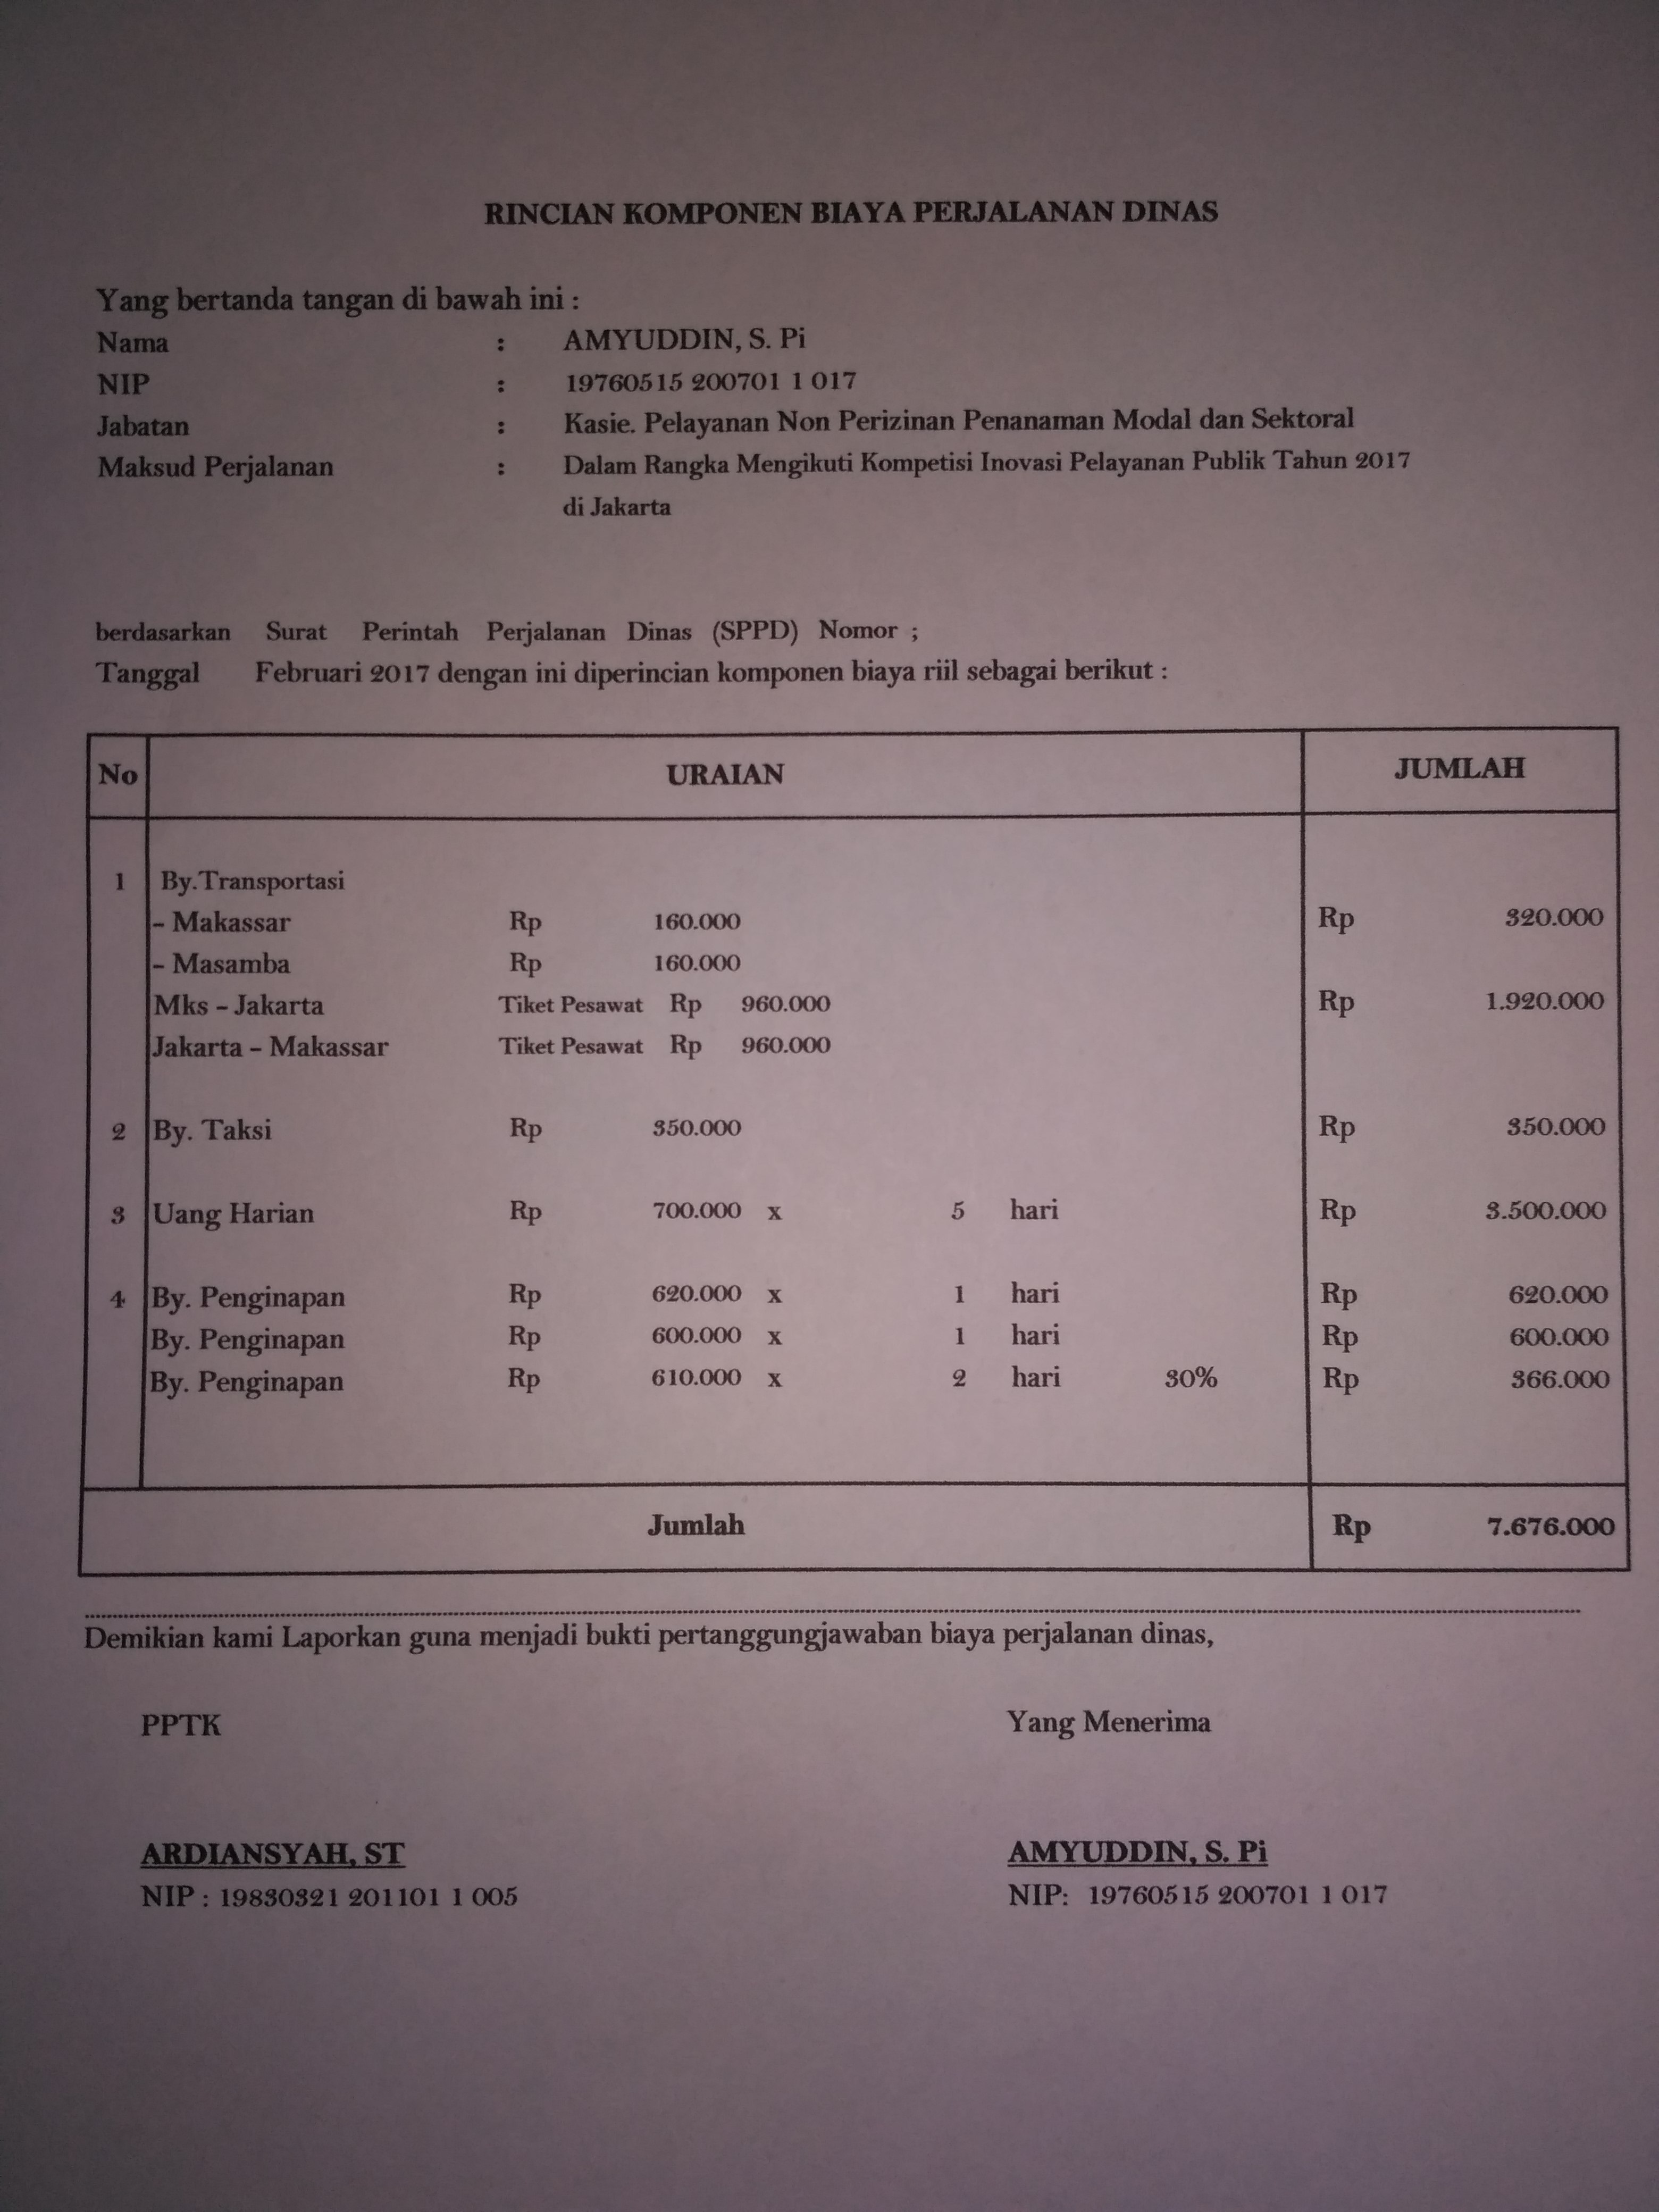 RINCIAN KOMPONEN BIAYA PERJALANAN DINAS
Yang bertanda tangan di bawah ini :
Nama : AMYUDDIN, S. Pi
NIP : 19760515 200701 1 017
Jabatan : Kasie. Pelayanan Non Perizinan Penanaman Modal dan Sektoral
Maksud Perjalanan : Dalam Rangka Mengikuti Kompetisi Inovasi Pelayanan Publik Tahun 2017
di Jakarta
berdasarkan Surat Perintah Perjalanan Dinas (SPPD) Nomor ;
Tanggal Februari 2017 dengan ini diperincian komponen biaya riil sebagai berikut :
No URAIAN JUMLAH
1 By.Transportasi
- Makassar Rp 160.000 Rp 320.000
- Masamba Rp 160.000
Mks - Jakarta Tiket Pesawat Rp 960.000 Rp 1.920.000
Jakarta - Makassar Tiket Pesawat Rp 960.000
2 By. Taksi Rp 350.000 Rp 350.000
3 Uang Harian Rp 700.000 x 5 hari Rp 3.500.000
4 By. Penginapan Rp 620.000 x 1 hari Rp 620.000
By. Penginapan Rp 600.000 x 1 hari Rp 600.000
By. Penginapan Rp 610.000 x 2 hari 30% Rp 366.000
Jumlah Rp 7.676.000
Demikian kami Laporkan guna menjadi bukti pertanggungjawaban biaya perjalanan dinas,
PPTK Yang Menerima
ARDIANSYAH, ST AMYUDDIN, S. Pi
NIP : 19830321 201101 1 005 NIP: 19760515 200701 1 017